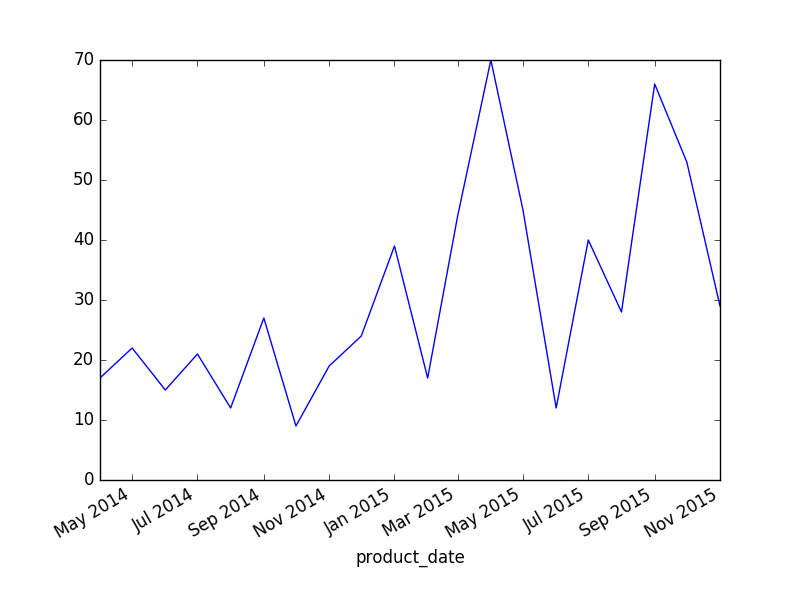 70
60
50
40
30
20
10
0
May 2014
Jul 2014
Sep 2014
Nov 2014
Jan 2015
Mar 2015
May 2015
Jul 2015
Sep 2015
Nov 2015
product_date